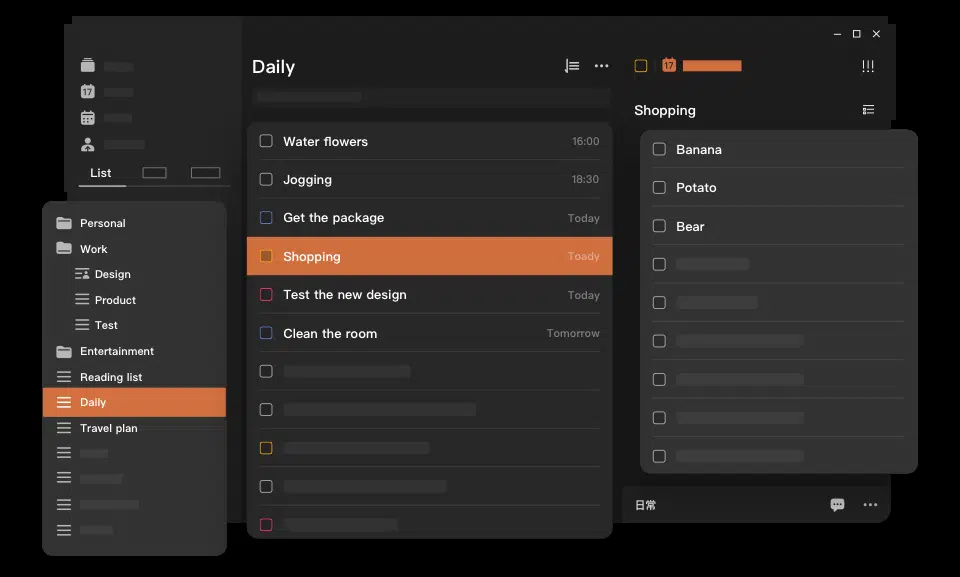 17
List
Personal
Work
Design
Product
Test
Entertainment
Reading list
Daily
Travel plan
Daily
Water flowers 16:00
Jogging 18:30
Get the package Today
Shopping Toady
Test the new design Today
Clean the room Tomorrow
17
Shopping
Banana
Potato
Bear
日常